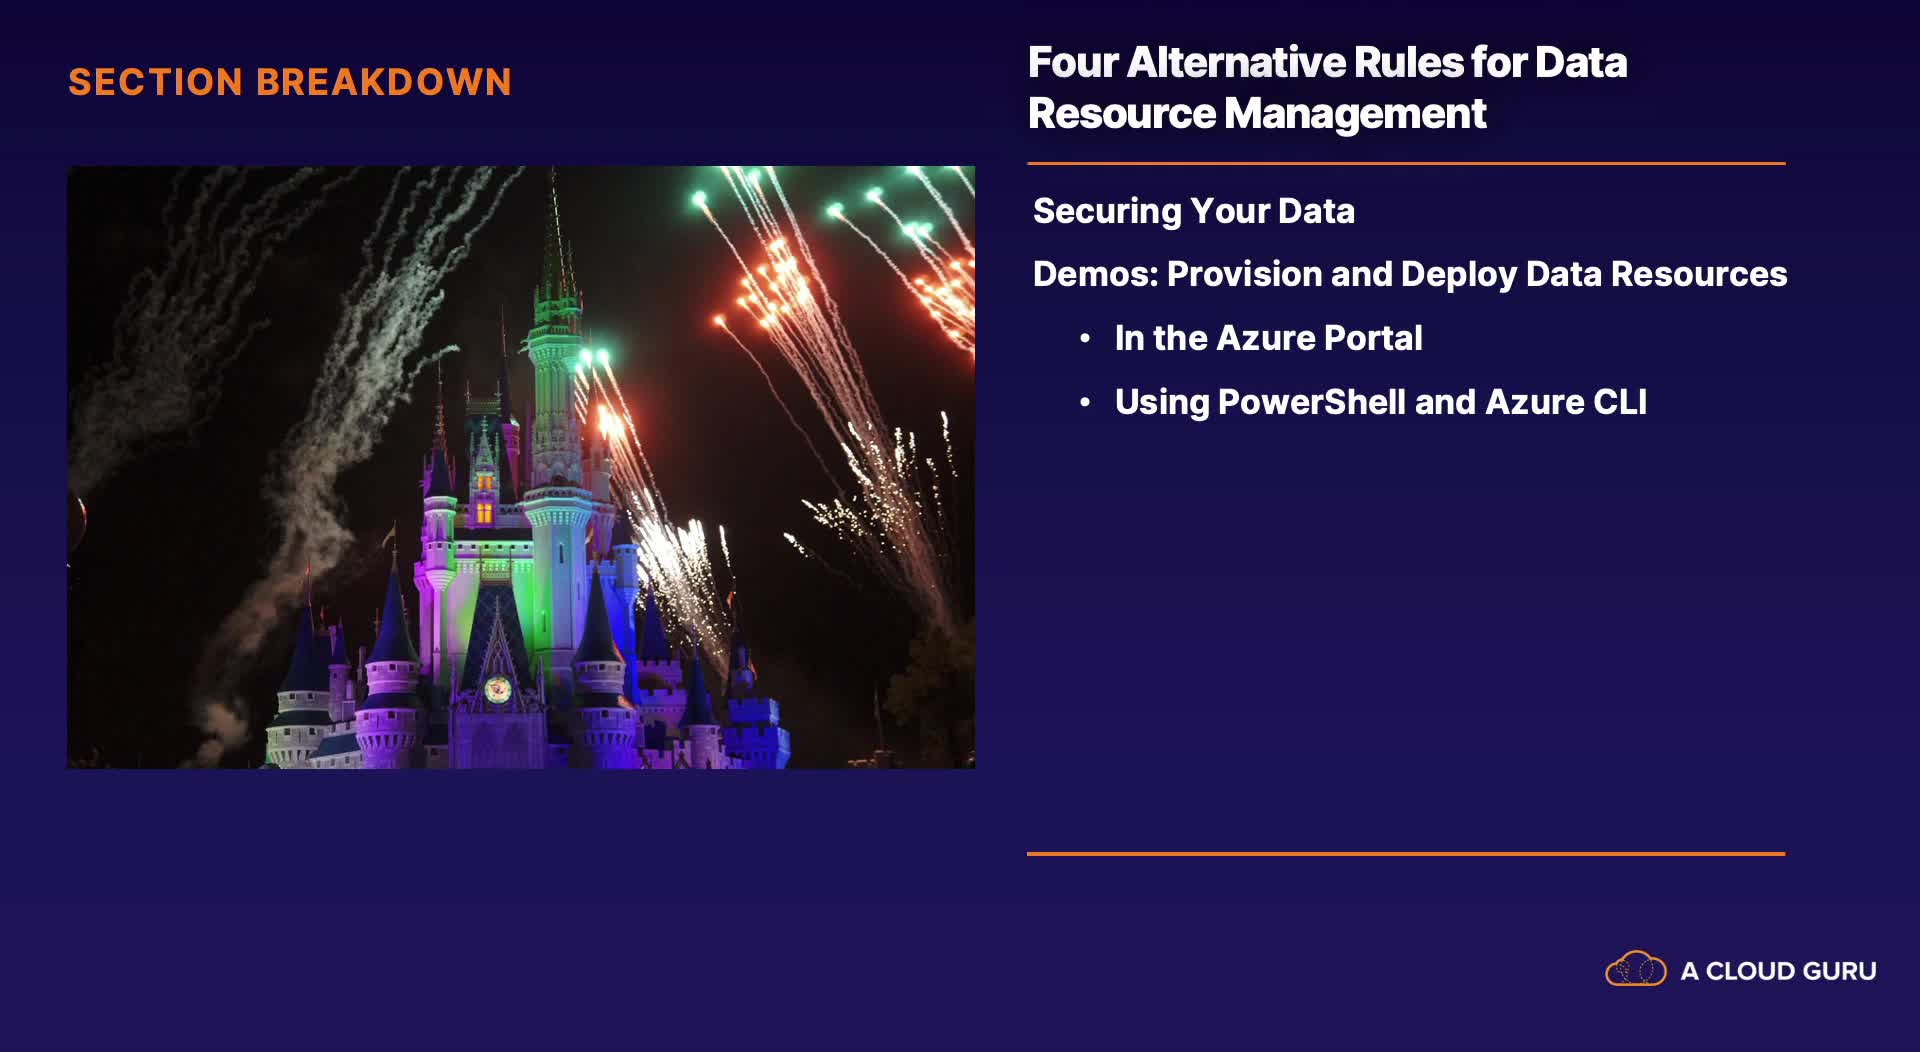 SECTION BREAKDOWN
Four Alternative Rules for Data
Resource Management
Securing Your Data
Demos: Provision and Deploy Data Resources
• In the Azure Portal
• Using PowerShell and Azure CLI
A CLOUD GURU